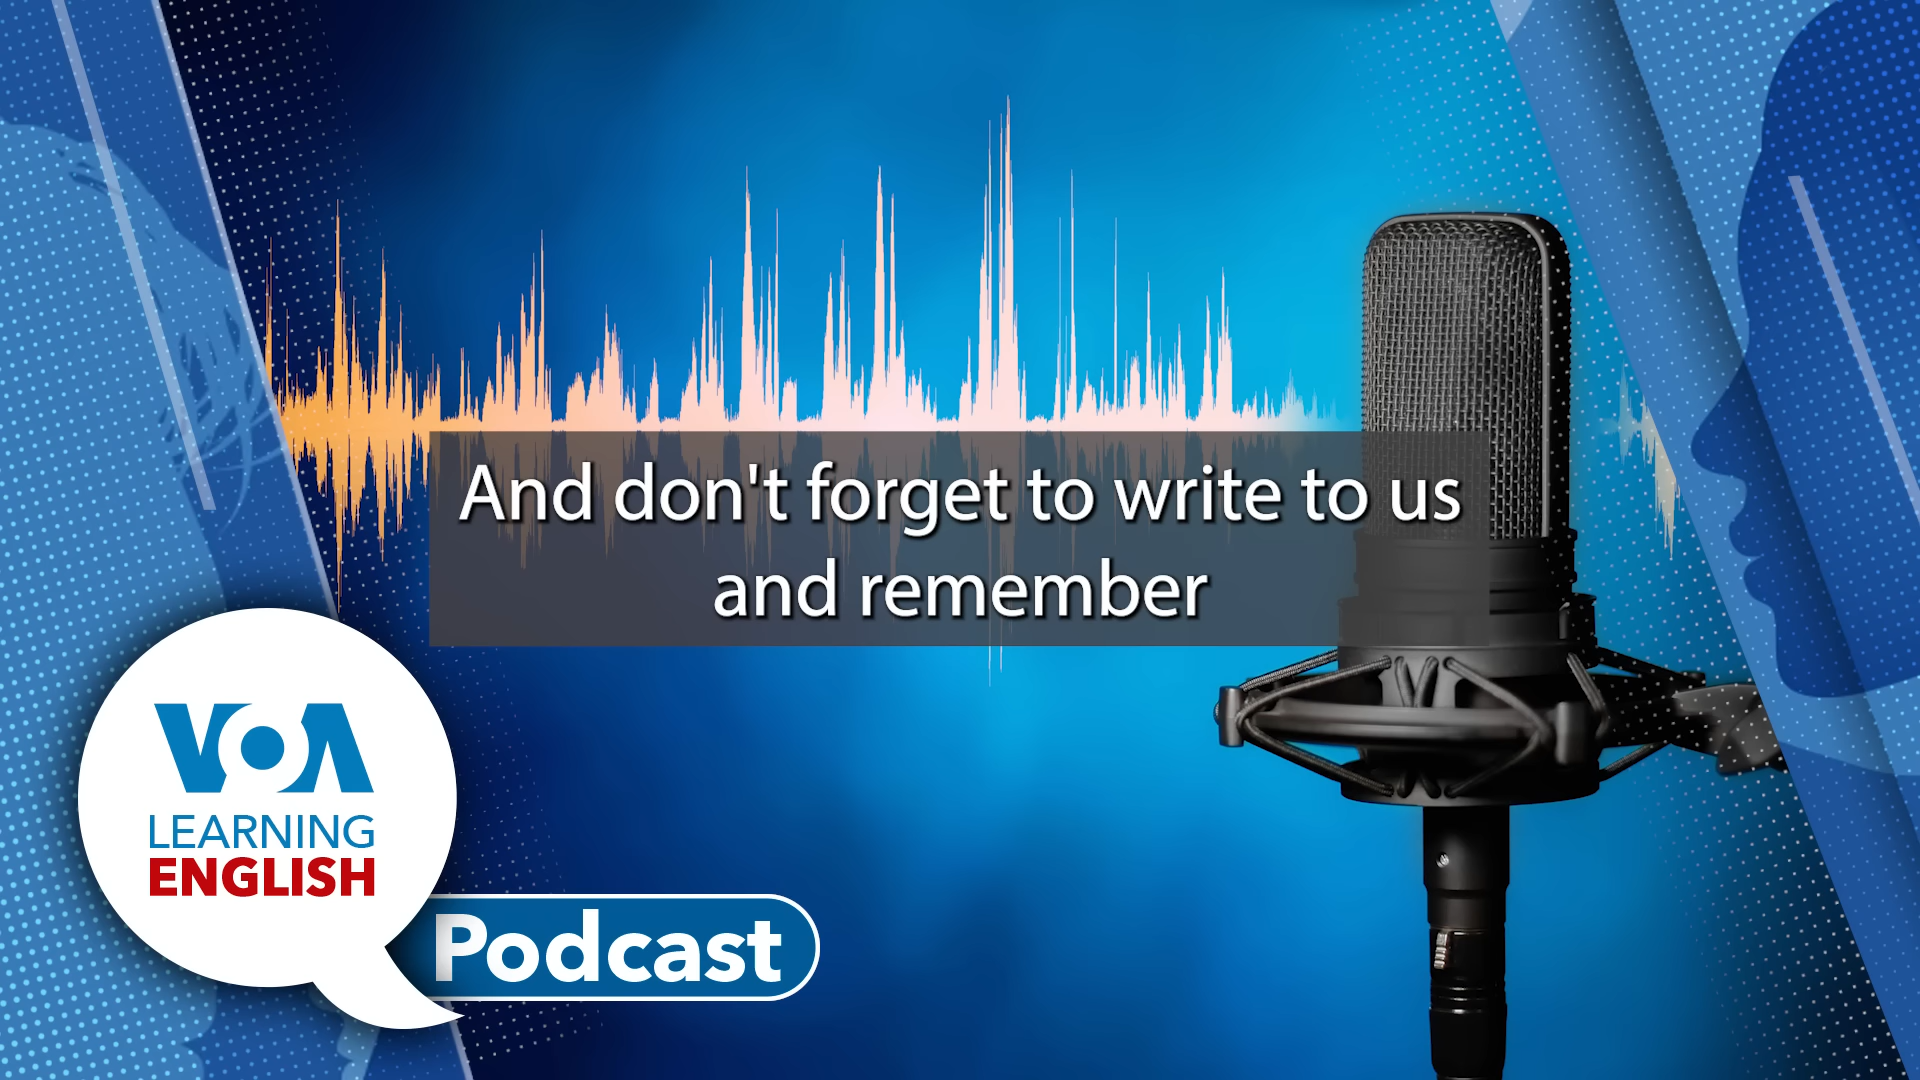 And don't forget to write to us
and remember
VOA
LEARNING
ENGLISH
Podcast